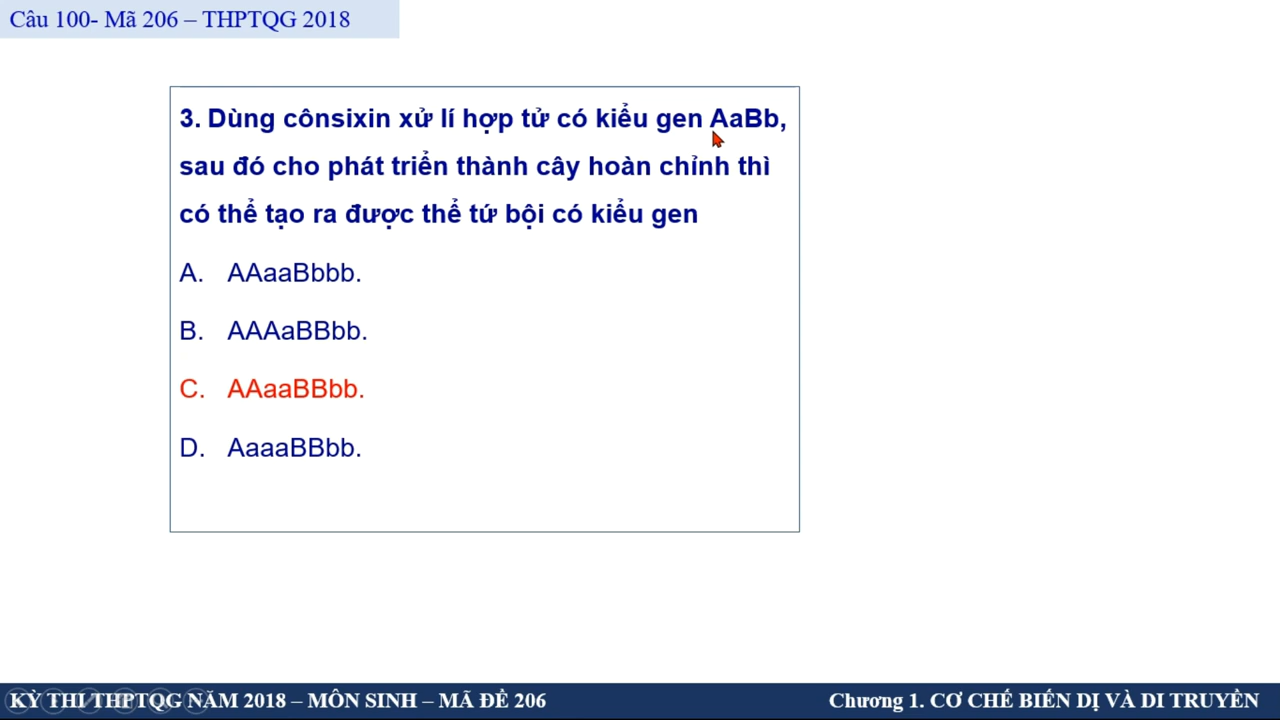 Câu 100- Mã 206 – THPTQG 2018
3. Dùng cônsixin xử lí hợp tử có kiểu gen AaBb,
sau đó cho phát triển thành cây hoàn chỉnh thì
có thể tạo ra được thể tứ bội có kiểu gen
A. AAaaBbbb.
B. AAAaBBbb.
C. AAaaBBbb.
D. AaaaBBbb.
KỲ THI THPTQG NĂM 2018 – MÔN SINH – MÃ ĐỀ 206
Chương 1. CƠ CHẾ BIẾN DỊ VÀ DI TRUYỀN